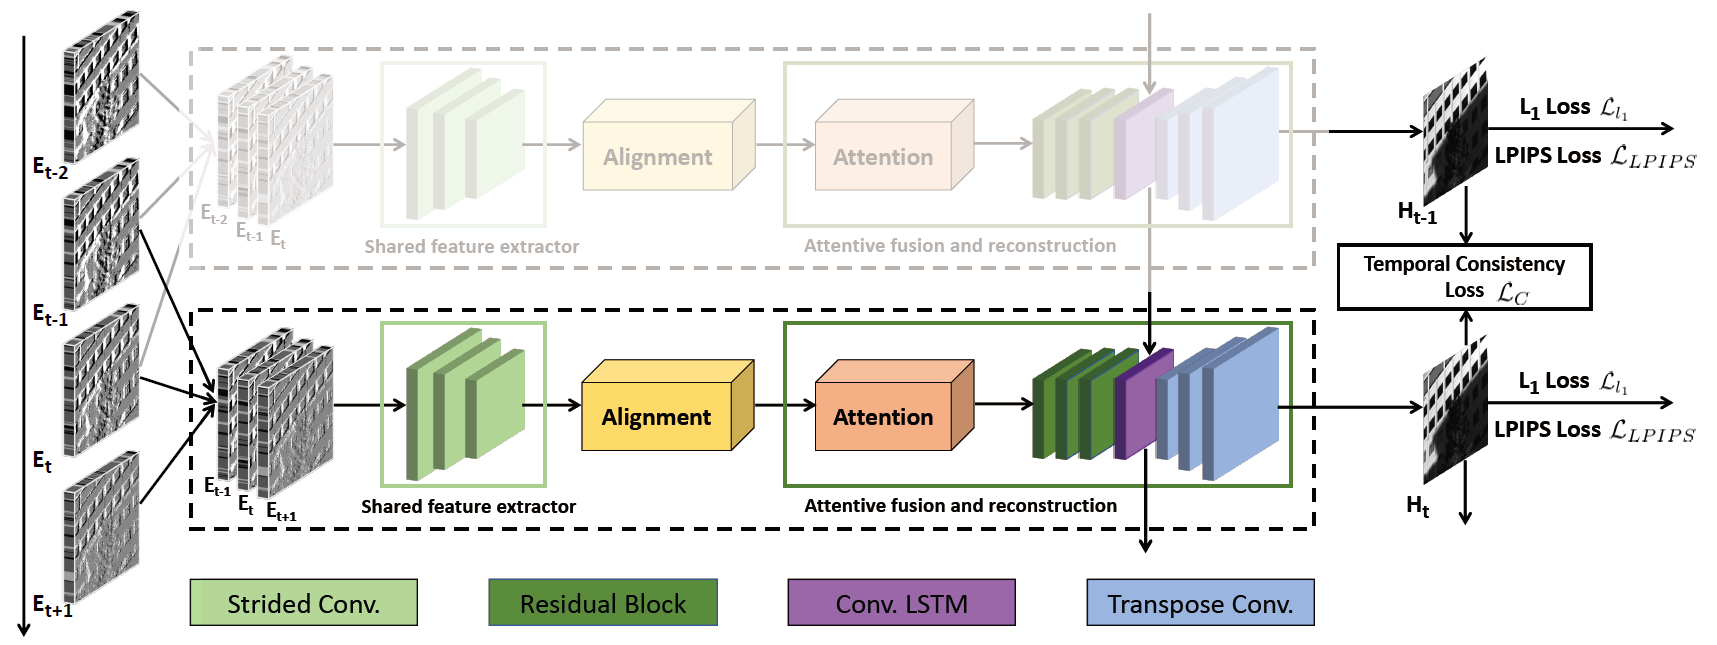 E_{t-2}
E_{t-1}
E_t
E_{t+1}
E_{t-2}
E_{t-1}
E_t
Shared feature extractor
Alignment
Attention
Attentive fusion and reconstruction
H_{t-1}
L_1 Loss \mathcal{L}_{l_1}
LPIPS Loss \mathcal{L}_{LPIPS}
Temporal Consistency
Loss \mathcal{L}_C
E_{t-1}
E_t
E_{t+1}
Shared feature extractor
Alignment
Attention
Attentive fusion and reconstruction
H_t
L_1 Loss \mathcal{L}_{l_1}
LPIPS Loss \mathcal{L}_{LPIPS}
Strided Conv.
Residual Block
Conv. LSTM
Transpose Conv.